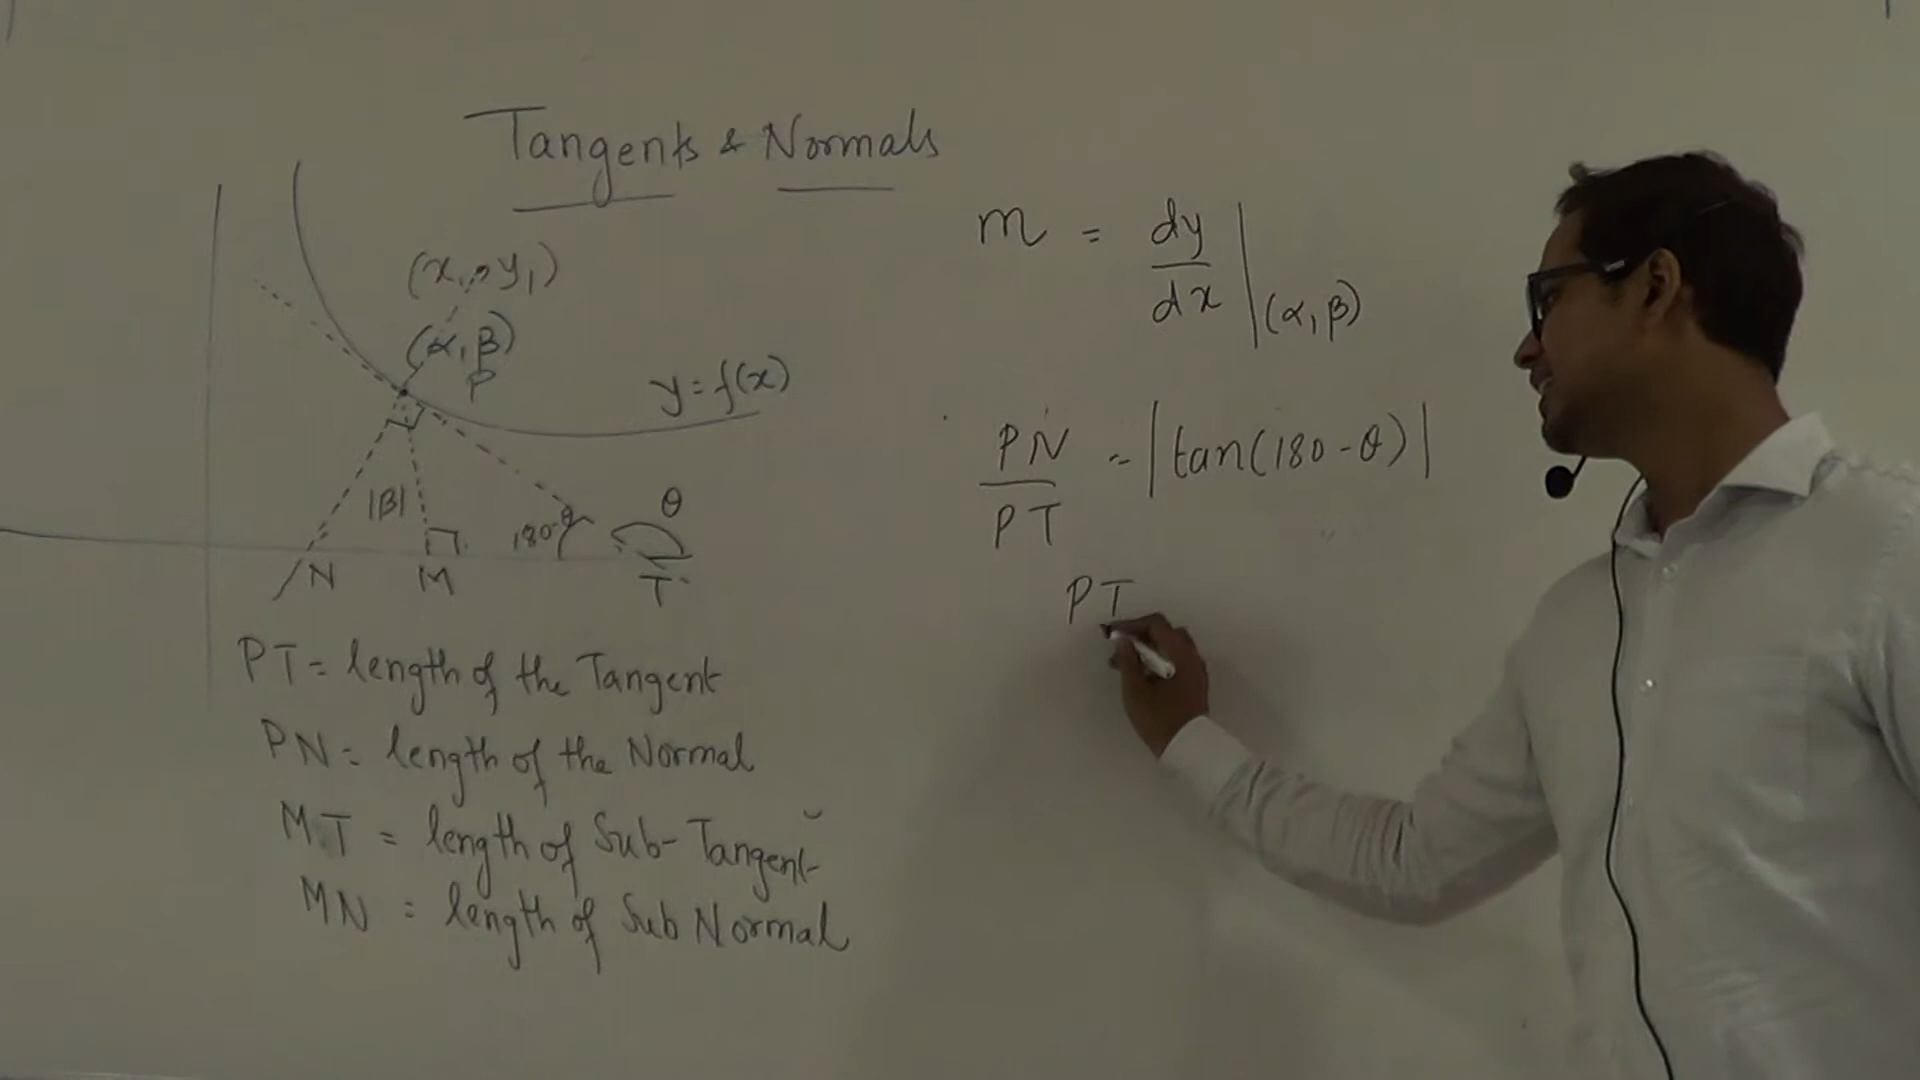 Tangents & Normals
(x₁, y₁)
(α, β)
P
y = f(x)
|β|
180-θ
θ
N M T
PT = length of the Tangent
PN = length of the Normal
MT = length of Sub-Tangent
MN = length of Sub Normal
m = dy/dx |(α, β)
PN/PT = |tan(180-θ)|
PT